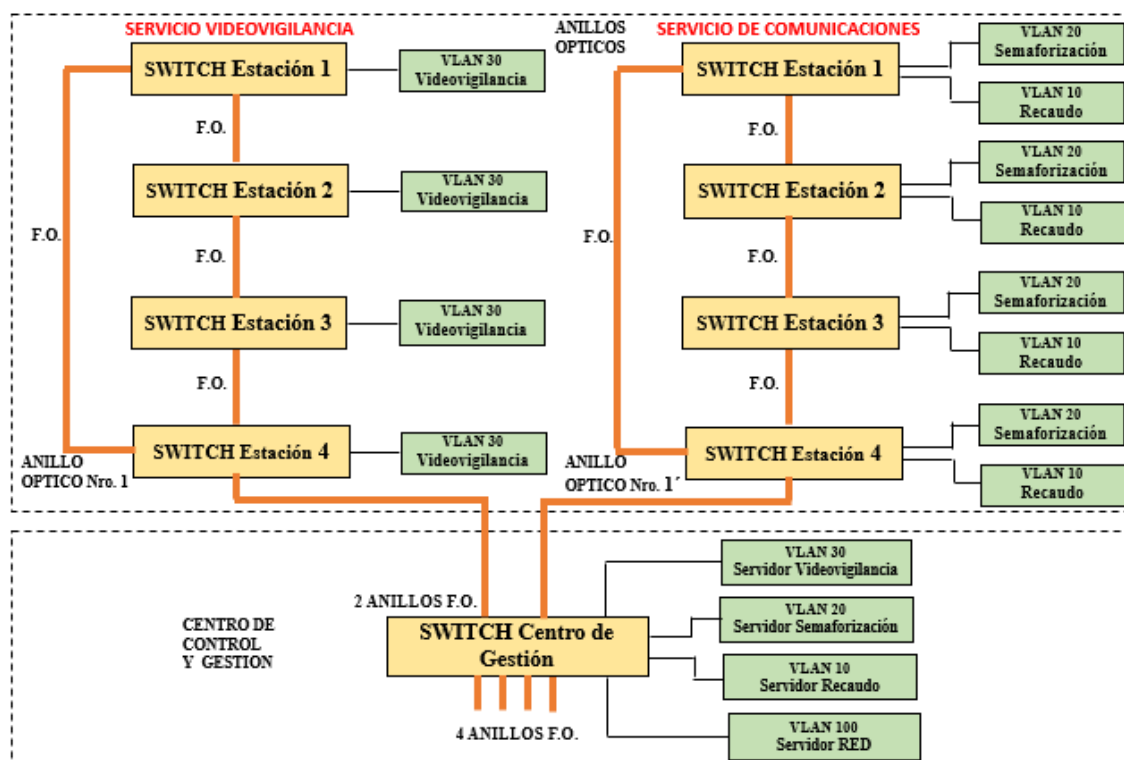 SERVICIO VIDEOVIGILANCIA
SWITCH Estación 1
VLAN 30
Videovigilancia
F.O.
SWITCH Estación 2
VLAN 30
Videovigilancia
F.O.
F.O.
SWITCH Estación 3
VLAN 30
Videovigilancia
F.O.
SWITCH Estación 4
VLAN 30
Videovigilancia
ANILLO
OPTICO Nro. 1
ANILLOS
OPTICOS
SERVICIO DE COMUNICACIONES
SWITCH Estación 1
VLAN 20
Semaforización
VLAN 10
Recaudo
F.O.
SWITCH Estación 2
VLAN 20
Semaforización
VLAN 10
Recaudo
F.O.
F.O.
SWITCH Estación 3
VLAN 20
Semaforización
VLAN 10
Recaudo
F.O.
SWITCH Estación 4
VLAN 20
Semaforización
VLAN 10
Recaudo
ANILLO
OPTICO Nro. 1´
CENTRO DE
CONTROL
Y GESTION
2 ANILLOS F.O.
SWITCH Centro de
Gestión
4 ANILLOS F.O.
VLAN 30
Servidor Videovigilancia
VLAN 20
Servidor Semaforización
VLAN 10
Servidor Recaudo
VLAN 100
Servidor RED